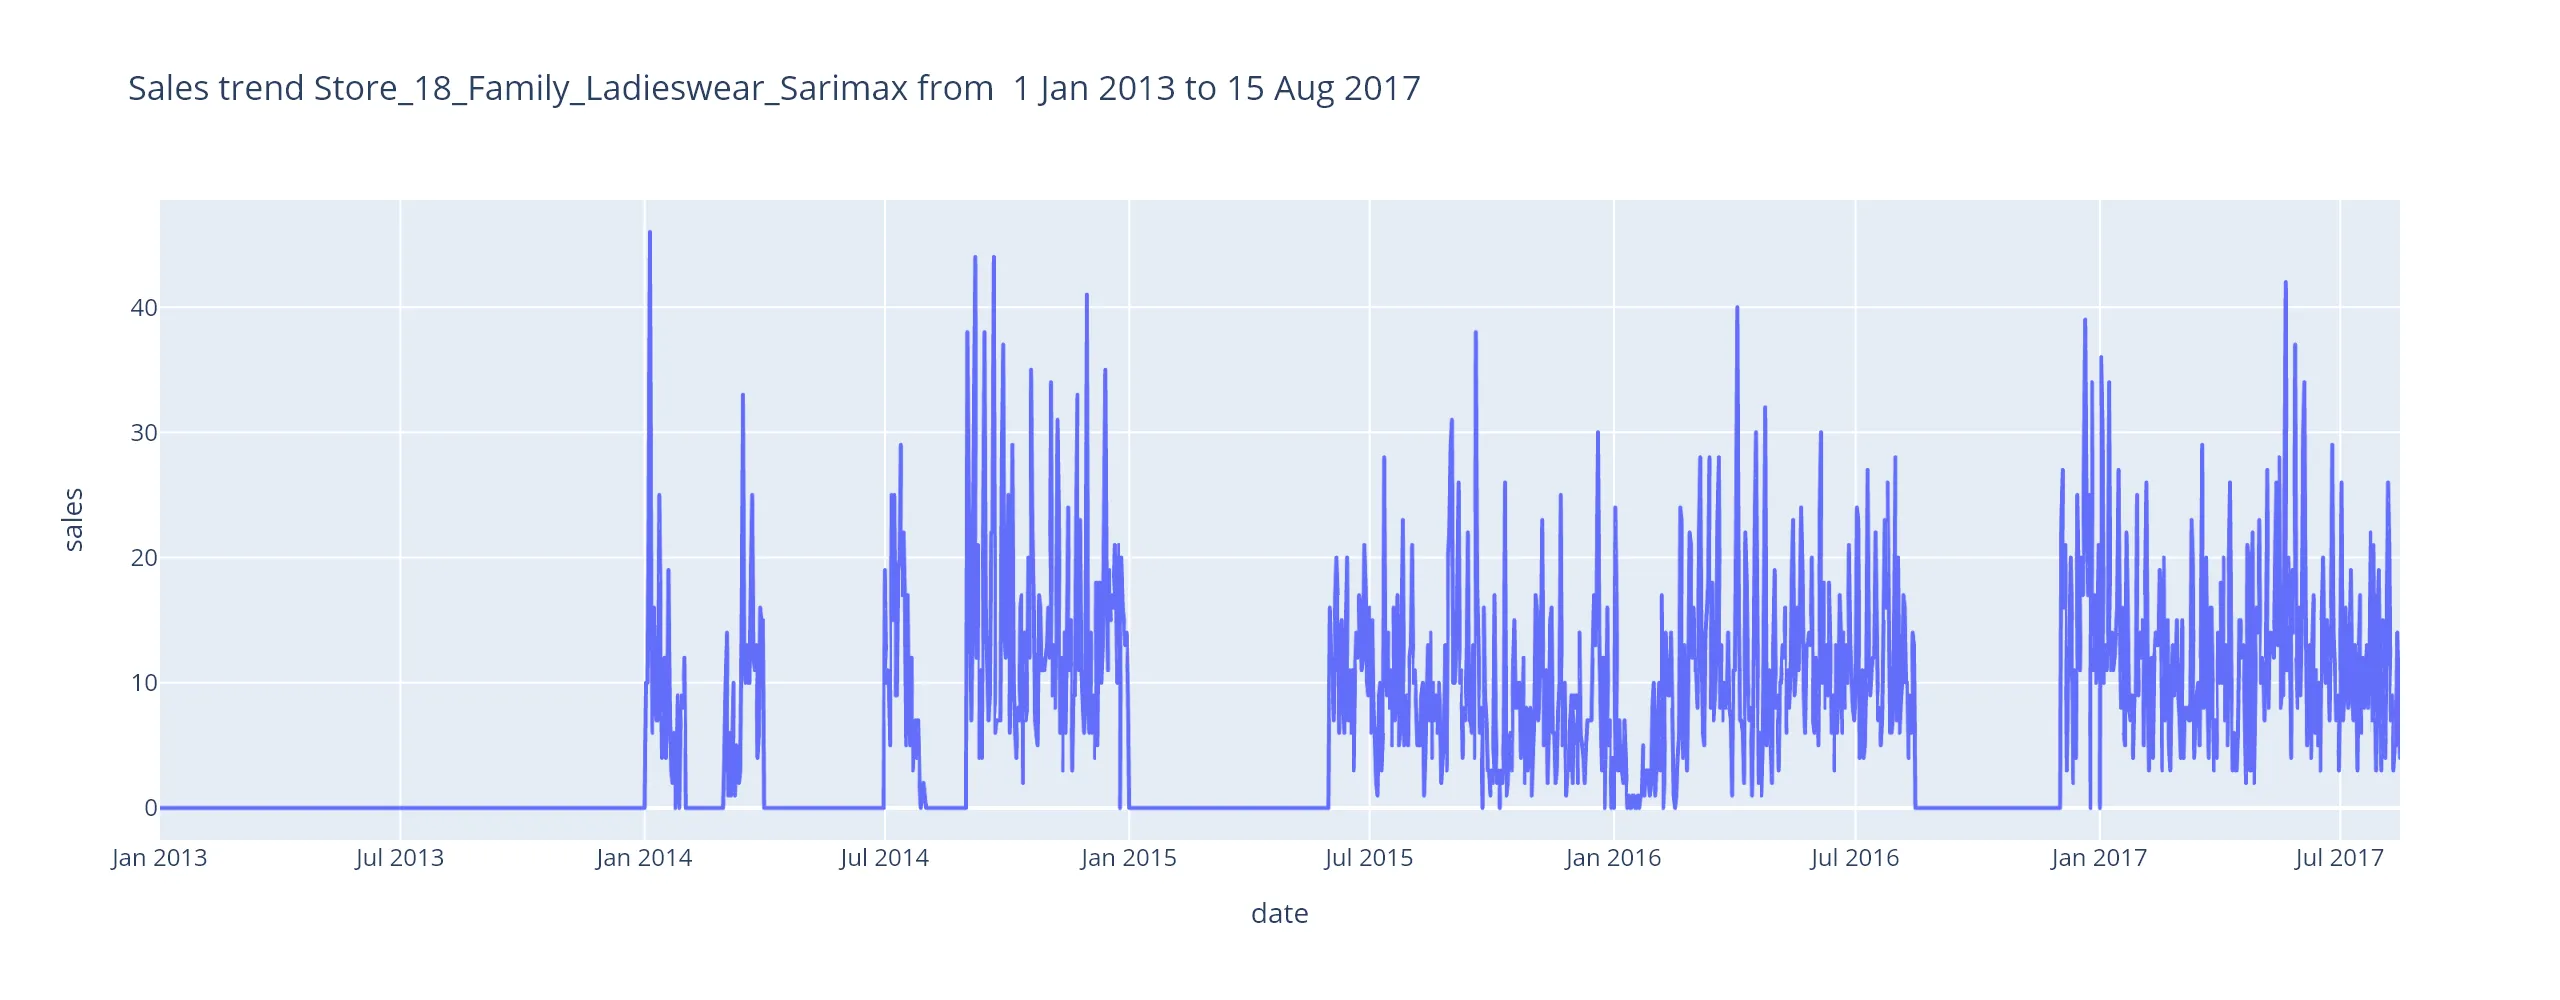 Sales trend Store_18_Family_Ladieswear_Sarimax from  1 Jan 2013 to 15 Aug 2017
40
30
20
10
0
sales
Jan 2013 Jul 2013 Jan 2014 Jul 2014 Jan 2015 Jul 2015 Jan 2016 Jul 2016 Jan 2017 Jul 2017
date